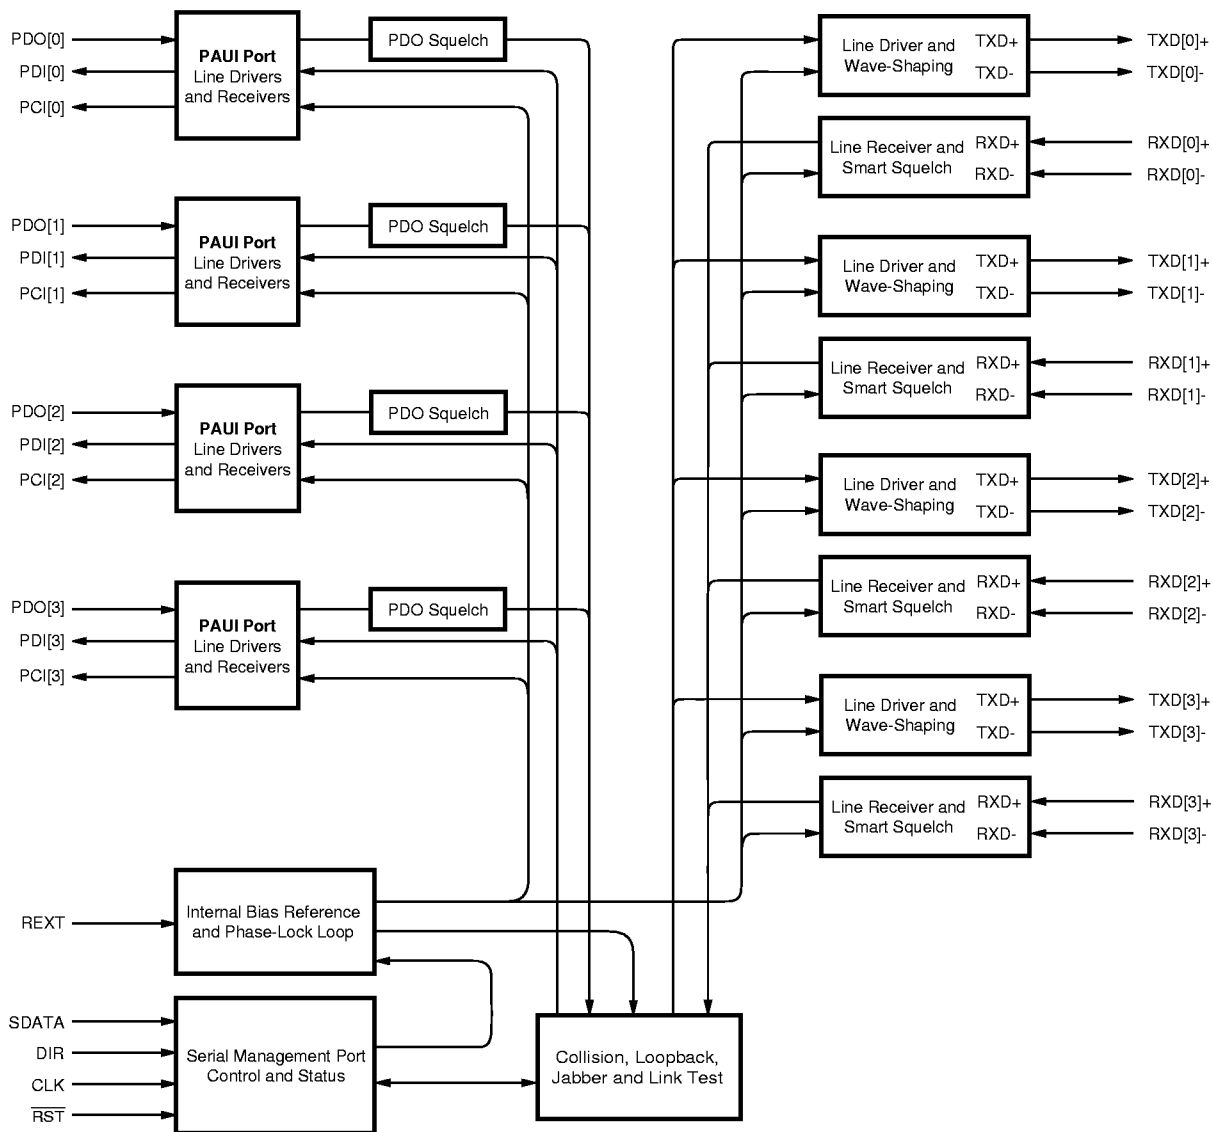 PDO[0]
PDI[0]
PCI[0]
PAUI Port
Line Drivers
and Receivers
PDO Squelch
PDO[1]
PDI[1]
PCI[1]
PAUI Port
Line Drivers
and Receivers
PDO Squelch
PDO[2]
PDI[2]
PCI[2]
PAUI Port
Line Drivers
and Receivers
PDO Squelch
PDO[3]
PDI[3]
PCI[3]
PAUI Port
Line Drivers
and Receivers
PDO Squelch
REXT
Internal Bias Reference
and Phase-Lock Loop
SDATA
DIR
CLK
RST
Serial Management Port
Control and Status
Collision, Loopback,
Jabber and Link Test
Line Driver and
Wave-Shaping
TXD+
TXD-
TXD[0]+
TXD[0]-
Line Receiver and
Smart Squelch
RXD+
RXD-
RXD[0]+
RXD[0]-
Line Driver and
Wave-Shaping
TXD+
TXD-
TXD[1]+
TXD[1]-
Line Receiver and
Smart Squelch
RXD+
RXD-
RXD[1]+
RXD[1]-
Line Driver and
Wave-Shaping
TXD+
TXD-
TXD[2]+
TXD[2]-
Line Receiver and
Smart Squelch
RXD+
RXD-
RXD[2]+
RXD[2]-
Line Driver and
Wave-Shaping
TXD+
TXD-
TXD[3]+
TXD[3]-
Line Receiver and
Smart Squelch
RXD+
RXD-
RXD[3]+
RXD[3]-